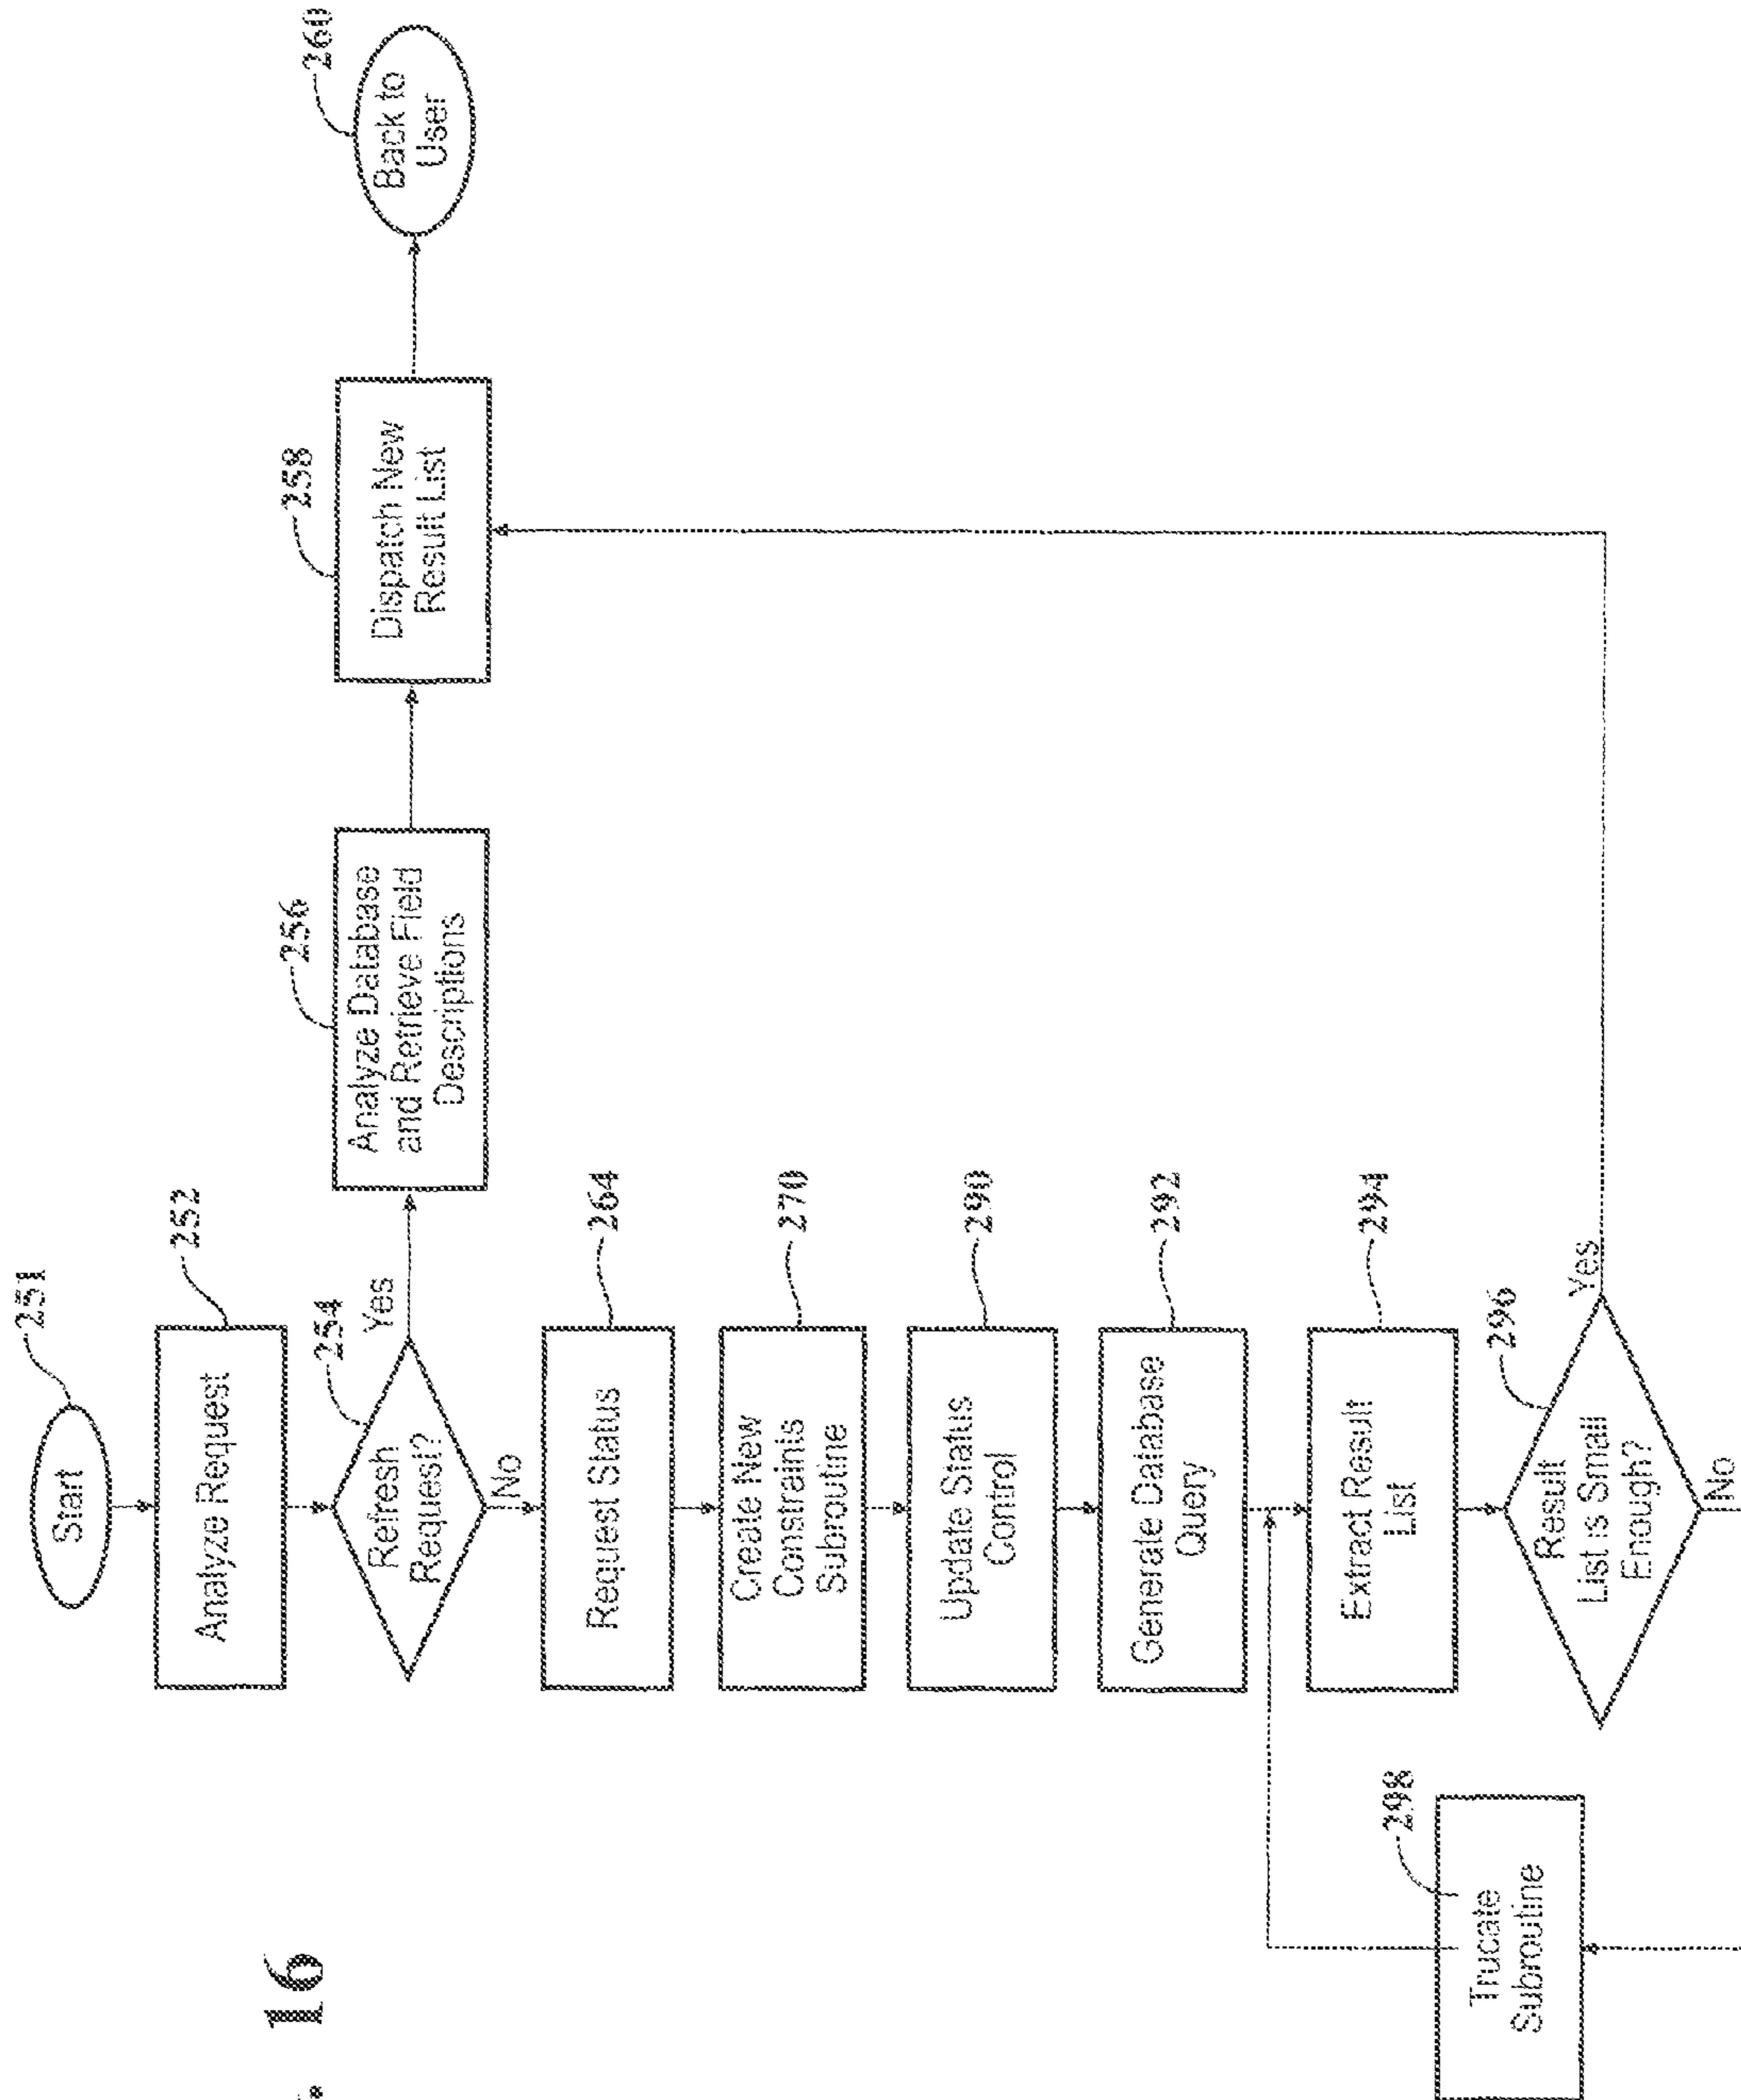 251
Start
252
Analyze Request
254
Refresh
Request?
Yes
No
256
Analyze Database
and Retrieve Field
Descriptions
258
Dispatch New
Result List
260
Back to
User
264
Request Status
270
Create New
Constrainis
Subroutine
290
Update Status
Control
292
Generate Database
Query
294
Extract Result
List
296
Result
List is Small
Enough?
Yes
No
298
Trucate
Subroutine
16